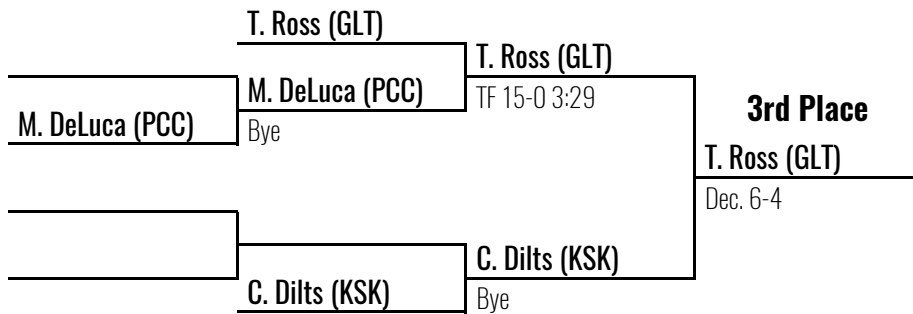 T. Ross (GLT)
M. DeLuca (PCC)
M. DeLuca (PCC)
Bye
T. Ross (GLT)
TF 15-0 3:29
3rd Place
T. Ross (GLT)
Dec. 6-4
C. Dilts (KSK)
C. Dilts (KSK)
Bye